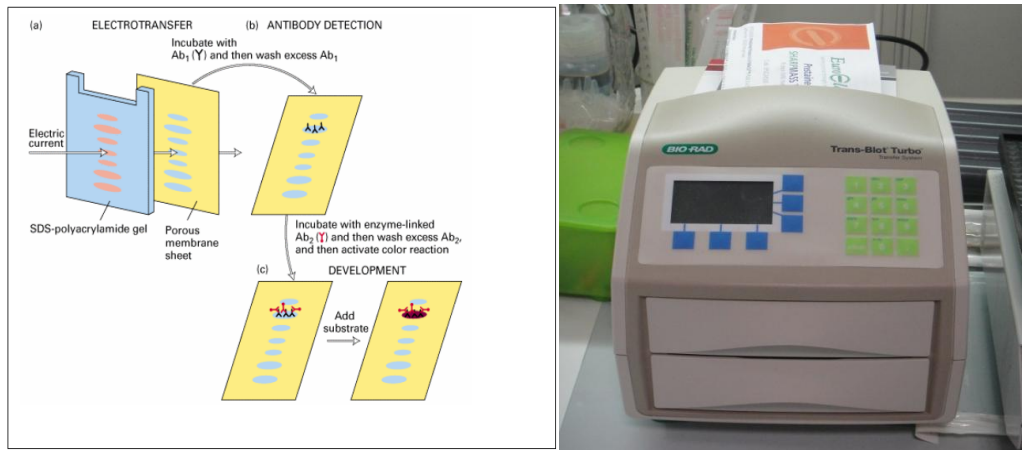 (a) ELECTROTRANSFER
(b) ANTIBODY DETECTION
Incubate with
Ab1 (Y) and then wash excess Ab1
Electric
current
SDS-polyacrylamide gel
Porous
membrane
sheet
Incubate with enzyme-linked
Ab2 (Y) and then wash excess Ab2,
and then activate color reaction
(c) DEVELOPMENT
Add
substrate
SHARPMASS
BIO-RAD
Trans-Blot Turbo
Transfer System